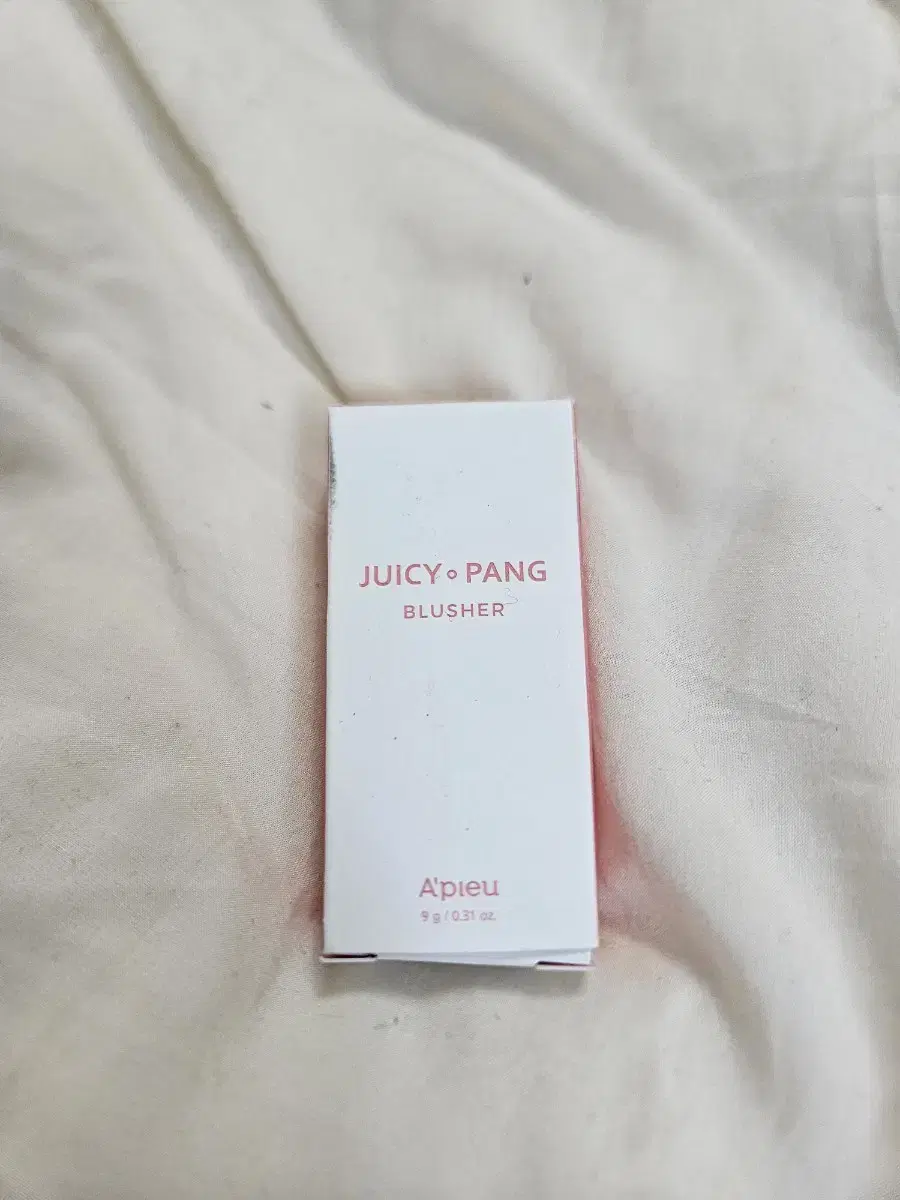 JUICY • PANG
BLUSHER
A'pieu
9 g / 0.31 oz.